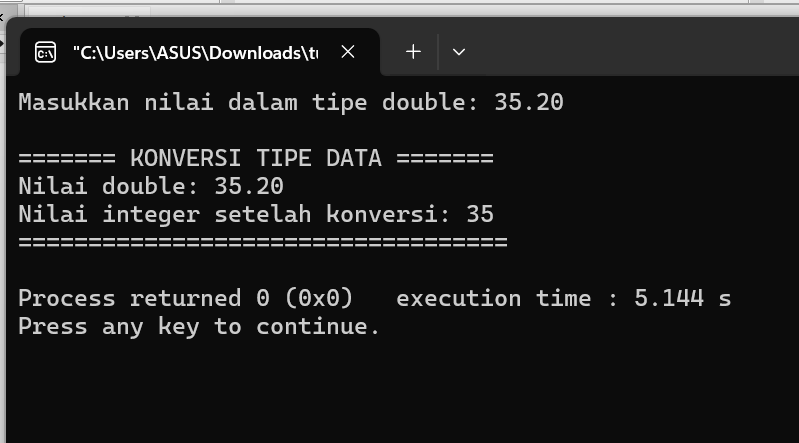 "C:\Users\ASUS\Downloads\tu
Masukkan nilai dalam tipe double: 35.20
======= KONVERSI TIPE DATA =======
Nilai double: 35.20
Nilai integer setelah konversi: 35
===================================
Process returned 0 (0x0)   execution time : 5.144 s
Press any key to continue.